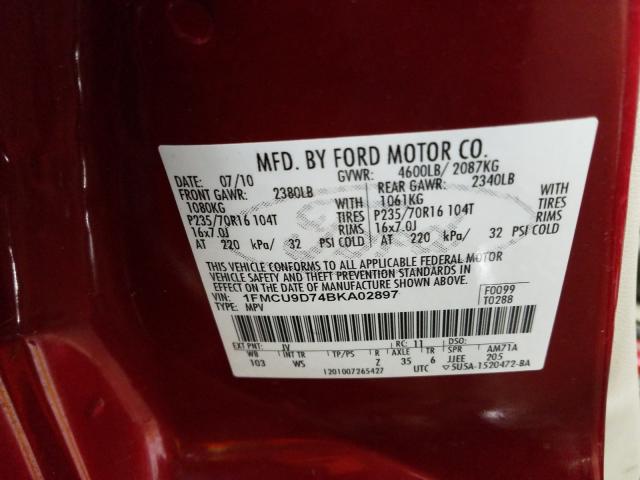 MFD. BY FORD MOTOR CO.
DATE: 07/10 GVWR: 4600LB/ 2087KG
FRONT GAWR: 2380LB REAR GAWR: 2340LB
1080KG WITH 1061KG WITH
P235/70R16 104T TIRES P235/70R16 104T TIRES
16x7.0J RIMS 16x7.0J RIMS
AT 220 kPa/ 32 PSI COLD AT 220 kPa/ 32 PSI COLD
THIS VEHICLE CONFORMS TO ALL APPLICABLE FEDERAL MOTOR
VEHICLE SAFETY AND THEFT PREVENTION STANDARDS IN
EFFECT ON THE DATE OF MANUFACTURE SHOWN ABOVE.
VIN: 1FMCU9D74BKA02897 F0099
TYPE: MPV T0288
EXT PNT: JV RC: 11 DSO:
WB INT TR TP/PS R AXLE TR SPR AM71A
103 WS 7 35 6 JJEE 205
1201007265427 UTC 5U5A-1520472-BA